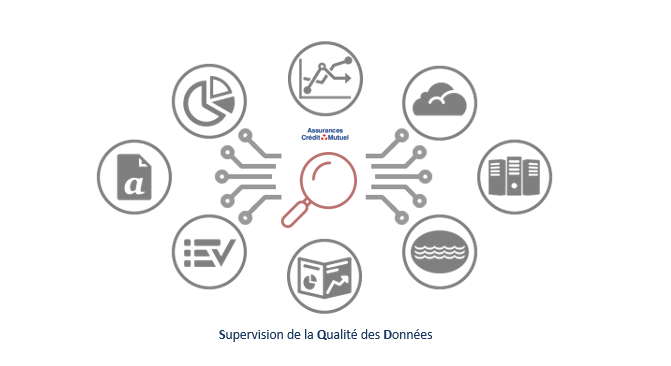 Assurances
Crédit Mutuel
a
Supervision de la Qualité des Données